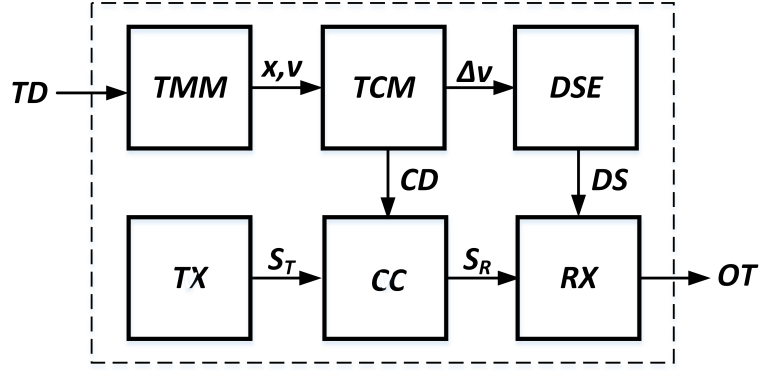 TD
TMM
x,v
TCM
Δv
DSE
CD
DS
TX
S_T
CC
S_R
RX
OT